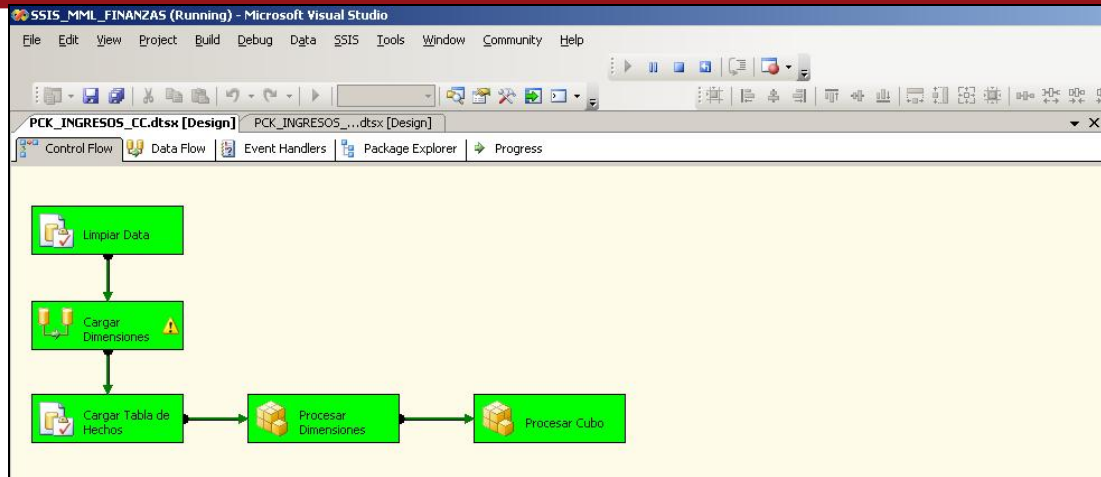 SSIS_MML_FINANZAS (Running) - Microsoft Visual Studio
File Edit View Project Build Debug Data SSIS Tools Window Community Help
PCK_INGRESOS_CC.dtsx [Design] PCK_INGRESOS_...dtsx [Design]
Control Flow Data Flow Event Handlers Package Explorer Progress
Limpiar Data
Cargar
Dimensiones
Cargar Tabla de
Hechos
Procesar
Dimensiones
Procesar Cubo